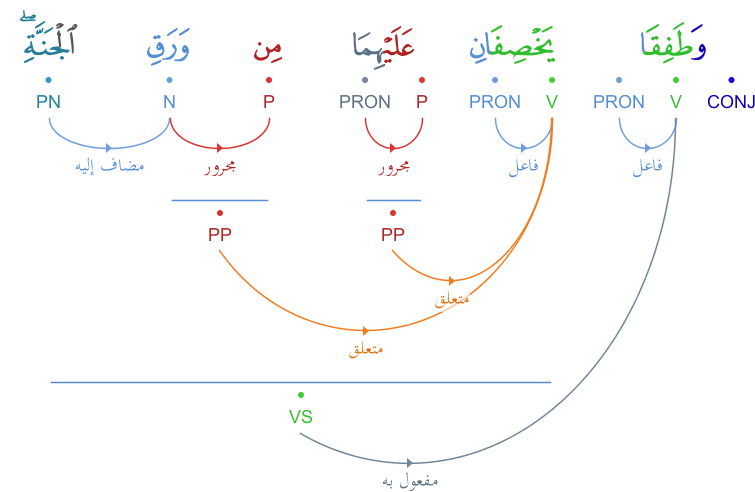 وَطَفِقَا يَخْصِفَانِ عَلَيْهِمَا مِن وَرَقِ ٱلْجَنَّةِ ۖ
CONJ V PRON V PRON P PRON P N PN
فاعل فاعل مجرور مجرور مضاف إليه
PP PP
متعلق
متعلق
VS
مفعول به